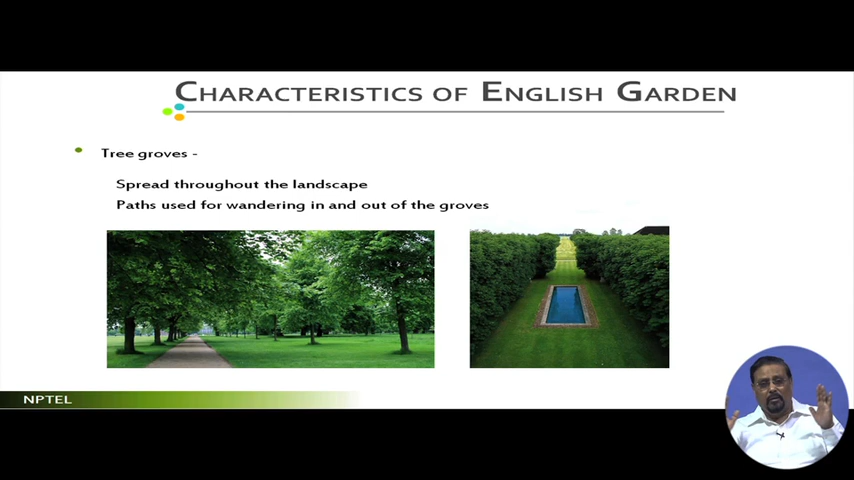 Characteristics of English Garden
Tree groves -
Spread throughout the landscape
Paths used for wandering in and out of the groves
NPTEL